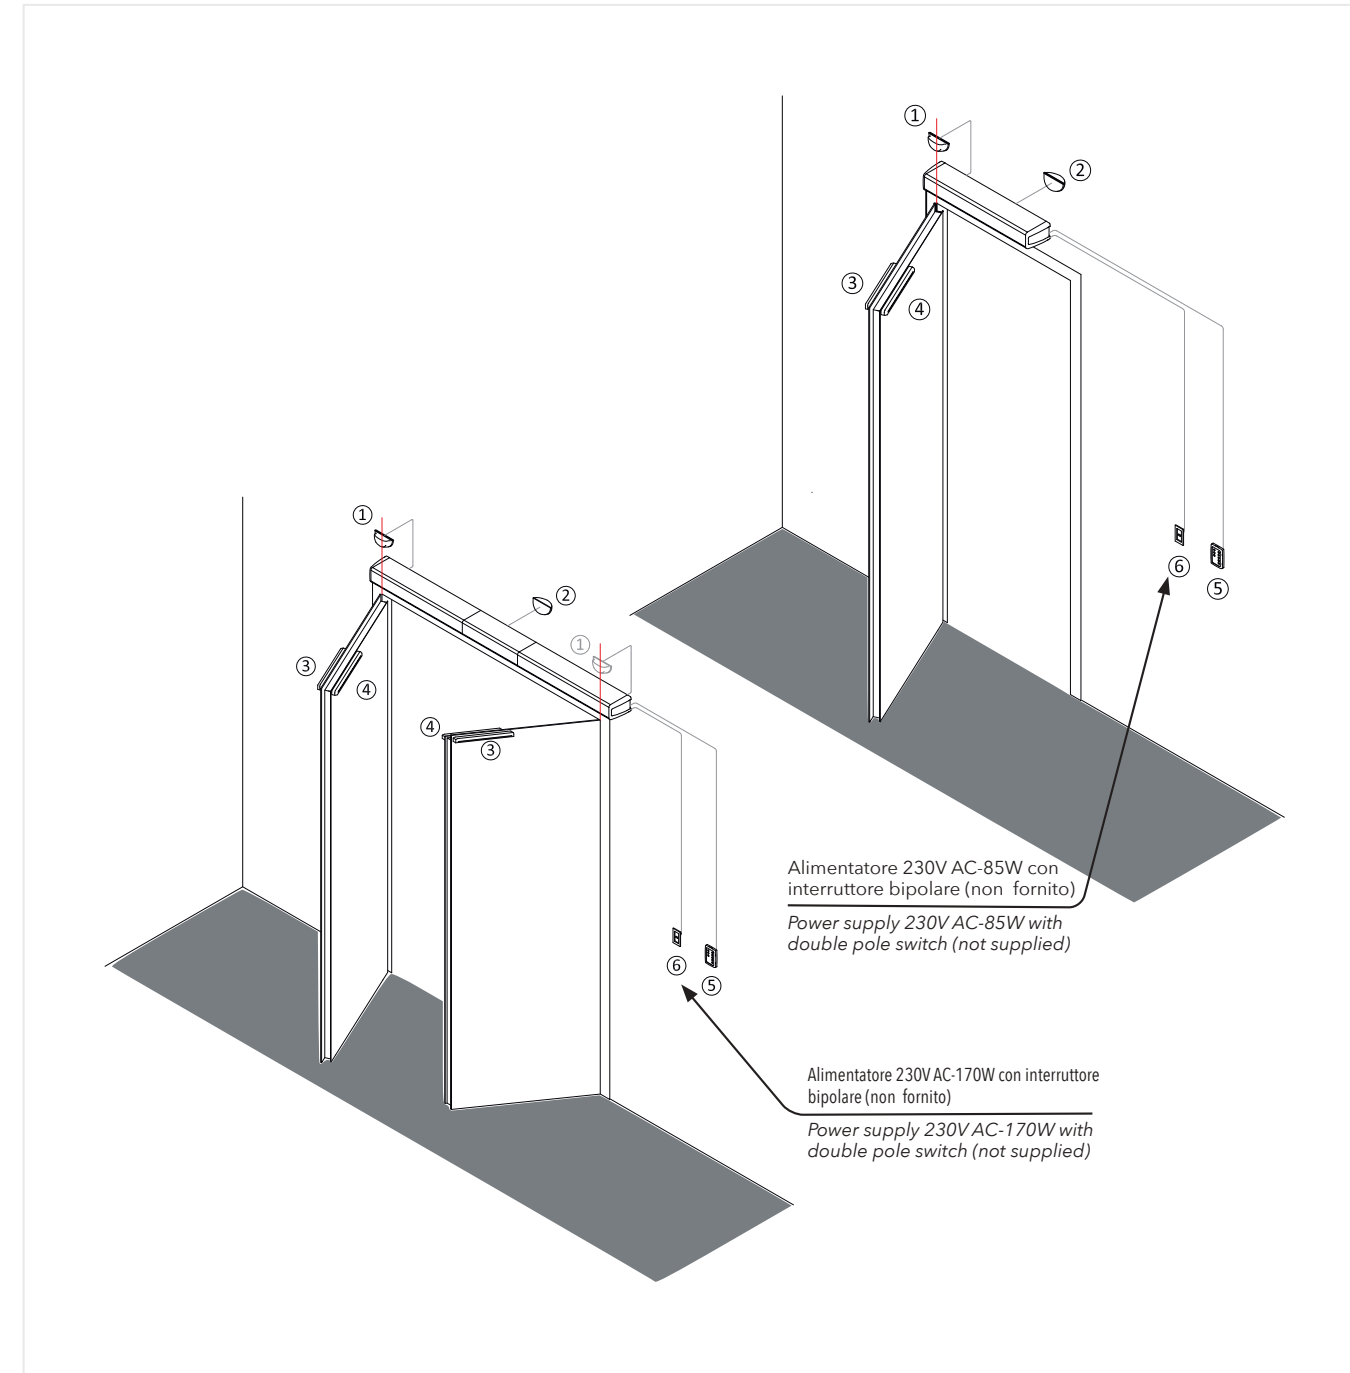 ①
②
③
④
⑥
⑤
①
②
①
③
④
④
③
⑥
⑤
Alimentatore 230V AC-85W con
interruttore bipolare (non fornito)
Power supply 230V AC-85W with
double pole switch (not supplied)
Alimentatore 230V AC-170W con interruttore
bipolare (non fornito)
Power supply 230V AC-170W with
double pole switch (not supplied)